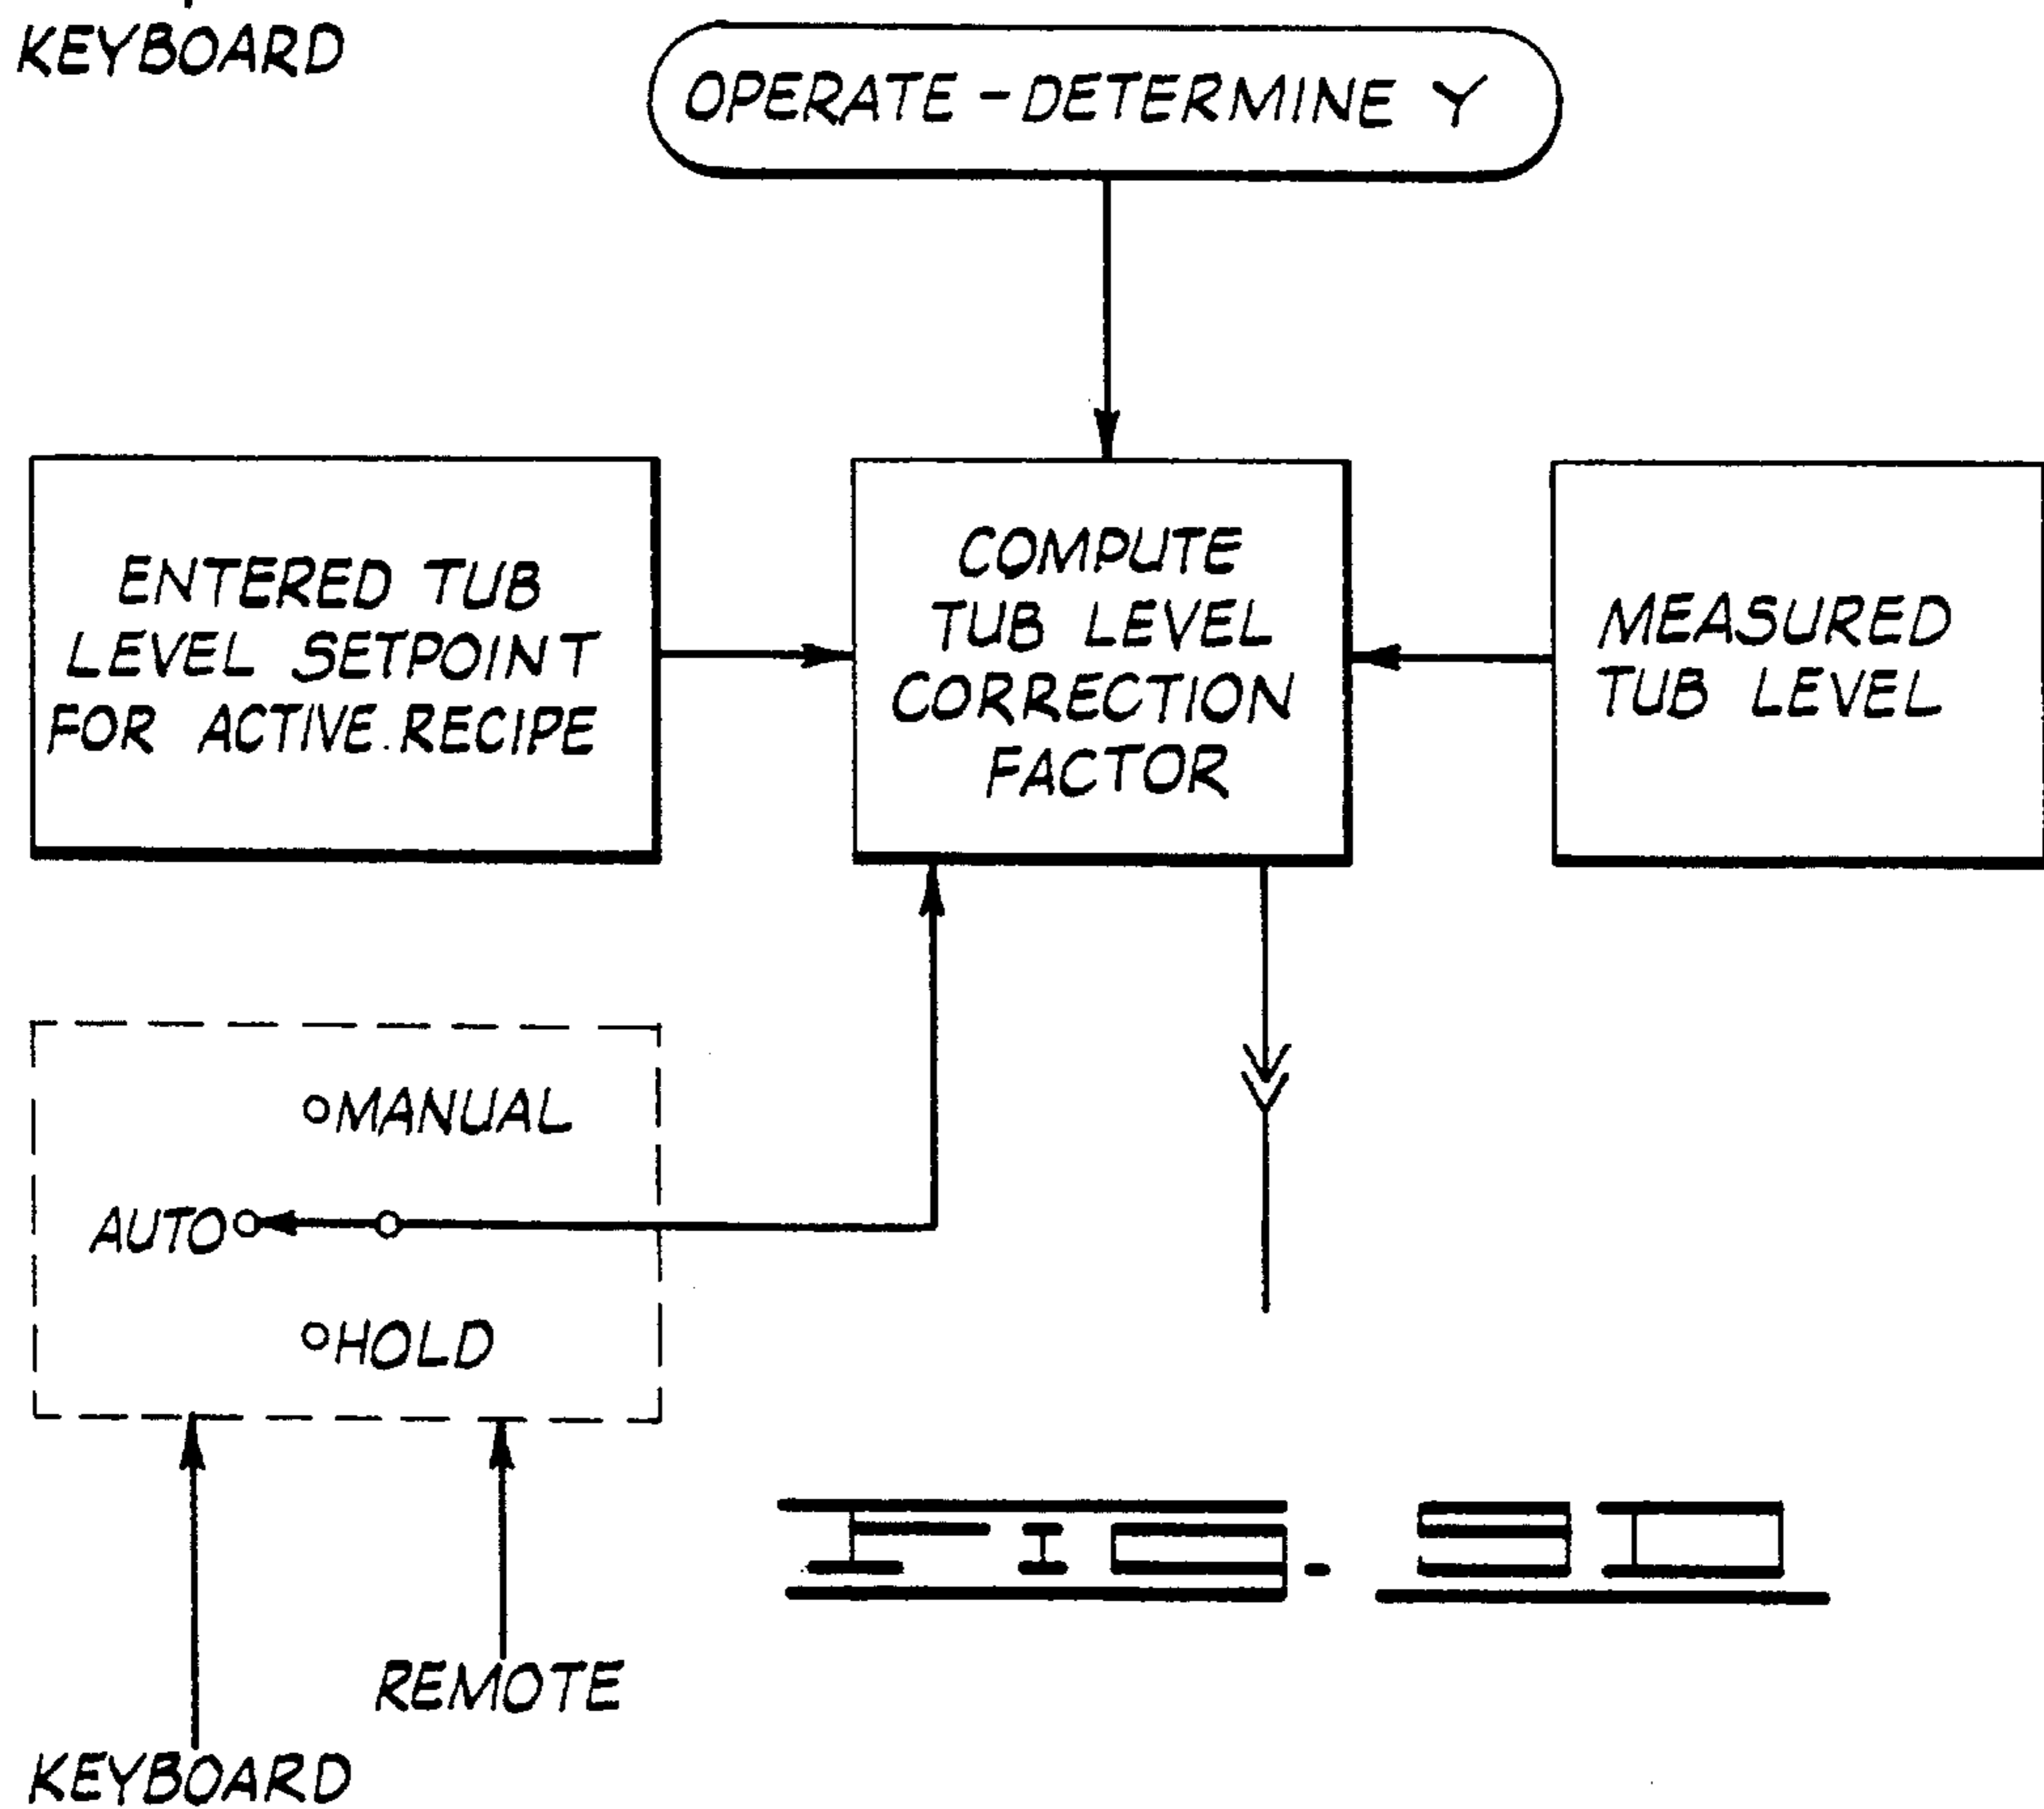 KEYBOARD
OPERATE-DETERMINE Y
ENTERED TUB
LEVEL SETPOINT
FOR ACTIVE RECIPE
COMPUTE
TUB LEVEL
CORRECTION
FACTOR
MEASURED
TUB LEVEL
MANUAL
AUTO
HOLD
REMOTE
KEYBOARD
FIG. 9D